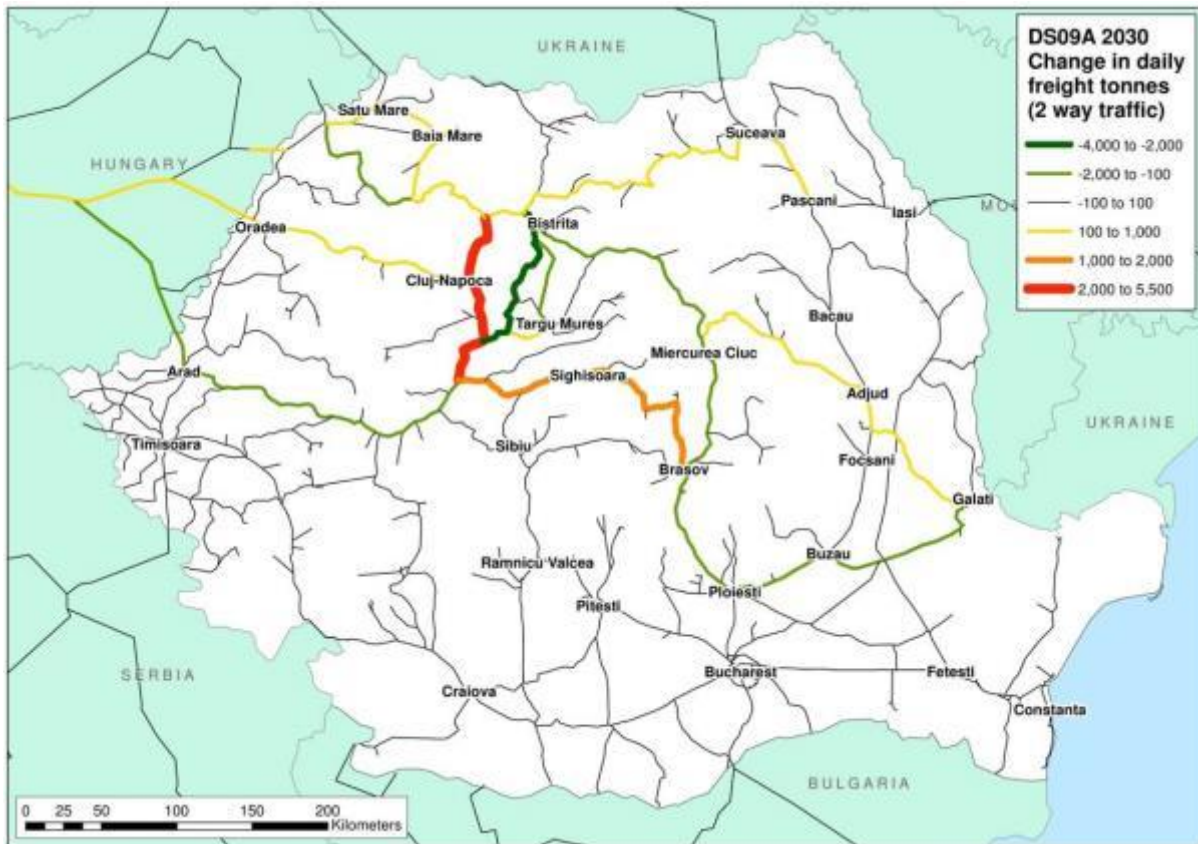 DS09A 2030
Change in daily
freight tonnes
(2 way traffic)
-4,000 to -2,000
-2,000 to -100
-100 to 100
100 to 1,000
1,000 to 2,000
2,000 to 5,500
UKRAINE
Satu Mare
Baia Mare
Suceava
HUNGARY
Pascani
Iasi
MO
Oradea
Bistrita
Cluj-Napoca
Targu Mures
Bacau
Miercurea Ciuc
Arad
Sighisoara
Adjud
UKRAINE
Timisoara
Sibiu
Focsani
Brasov
Galati
Buzau
Ramnicu Valcea
Ploiesti
Pitesti
SERBIA
Bucharest
Fetesti
Craiova
Constanta
BULGARIA
0 25 50 100 150 200
Kilometers